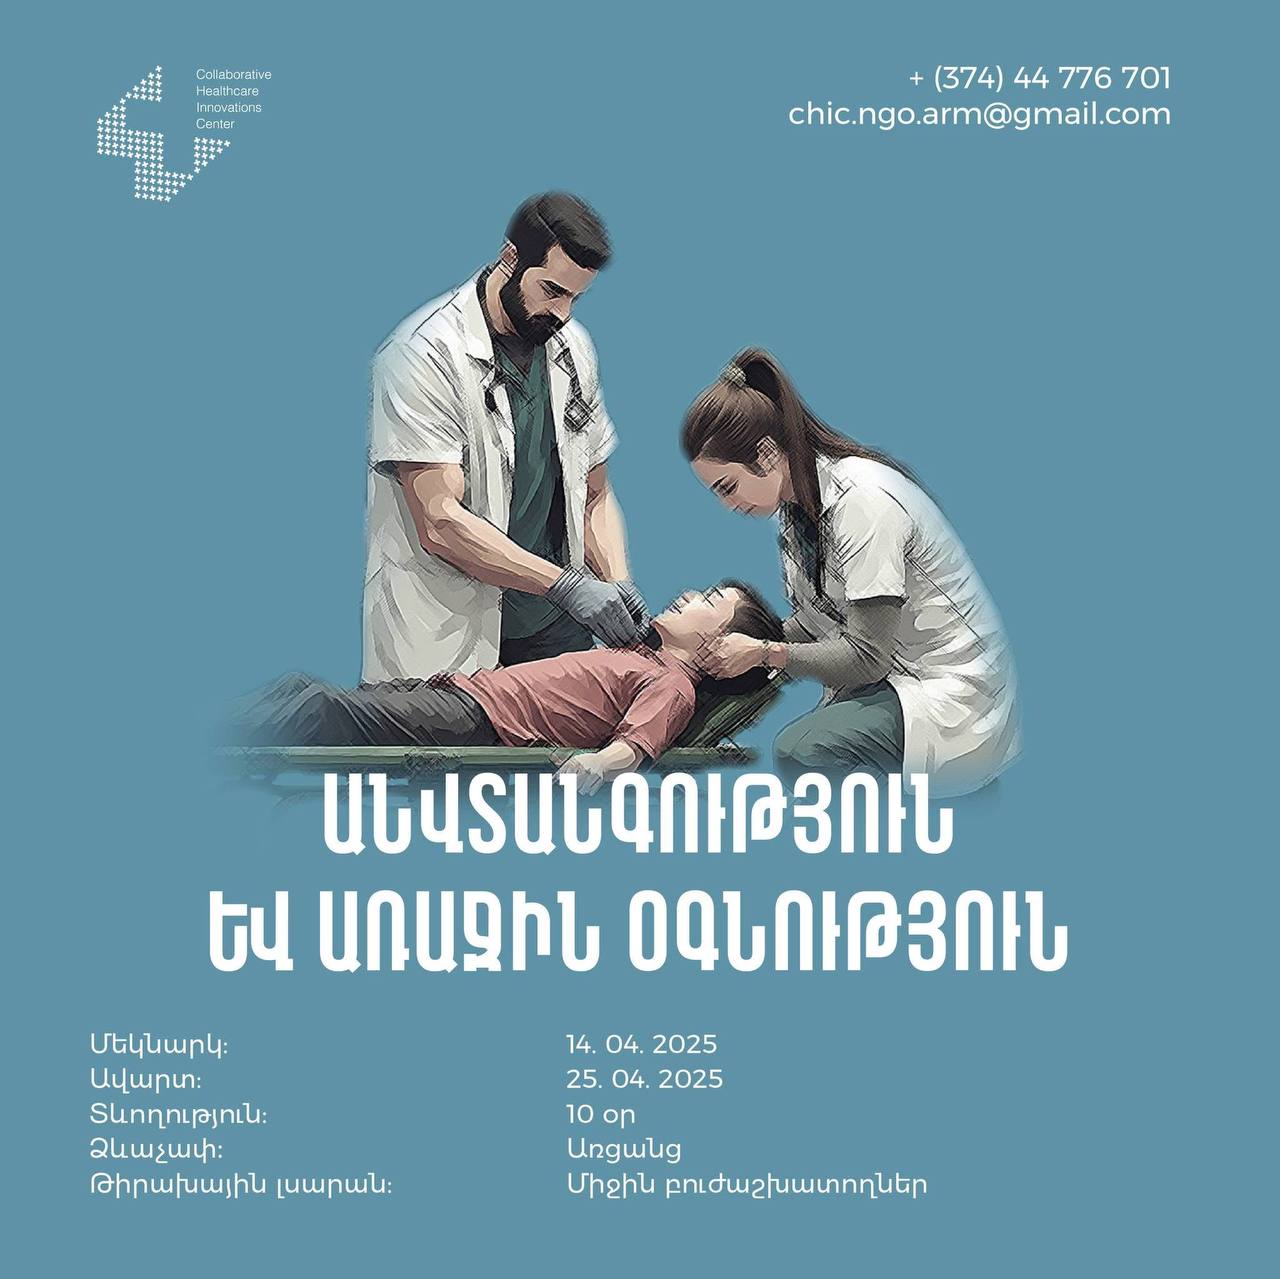 Collaborative
Healthcare
Innovations
Center
+ (374) 44 776 701
chic.ngo.arm@gmail.com
ԱՆՎՏԱՆԳՈՒԹՅՈՒՆ
ԵՎ ԱՌԱՋԻՆ ՕԳՆՈՒԹՅՈՒՆ
Մեկնարկ: 14. 04. 2025
Ավարտ: 25. 04. 2025
Տևողություն: 10 օր
Ձևաչափ: Առցանց
Թիրախային լսարան: Միջին բուժաշխատողներ